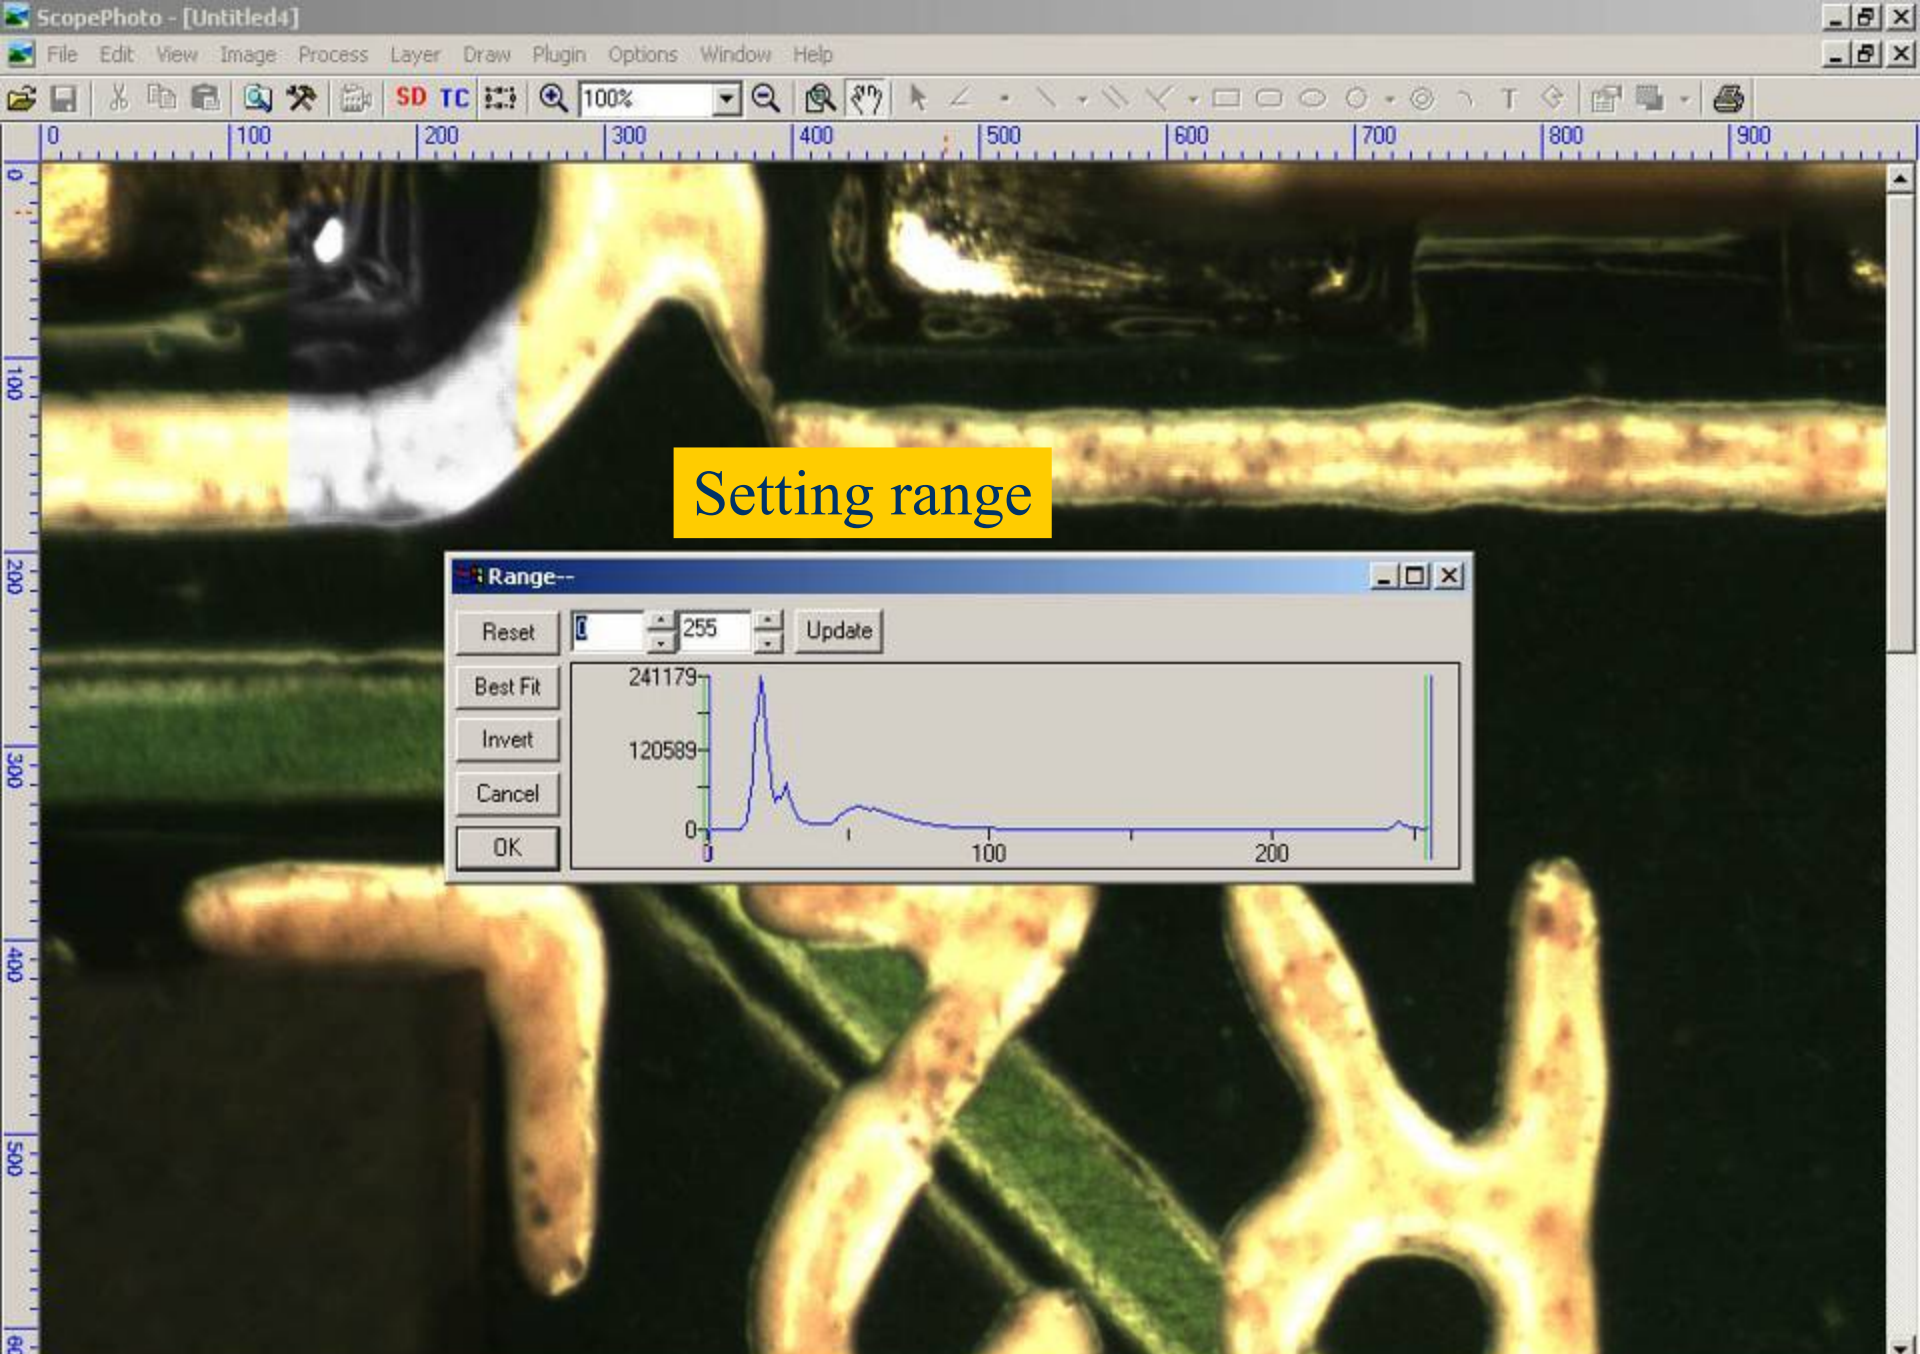 ScopePhoto - [Untitled4]
File Edit View Image Process Layer Draw Plugin Options Window Help
SD TC 100% T
0 100 200 300 400 500 600 700 800 900
0
100
200
300
400
500
Setting range
Range--
Reset 0 255 Update
Best Fit
Invert
Cancel
OK
241179
120589
0
0 100 200